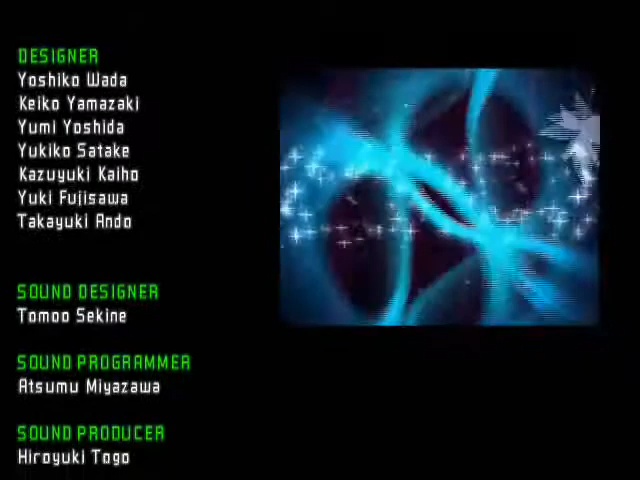 DESIGNER
Yoshiko Wada
Keiko Yamazaki
Yumi Yoshida
Yukiko Satake
Kazuyuki Kaiho
Yuki Fujisawa
Takayuki Ando
SOUND DESIGNER
Tomoo Sekine
SOUND PROGRAMMER
Atsumu Miyazawa
SOUND PRODUCER
Hiroyuki Togo